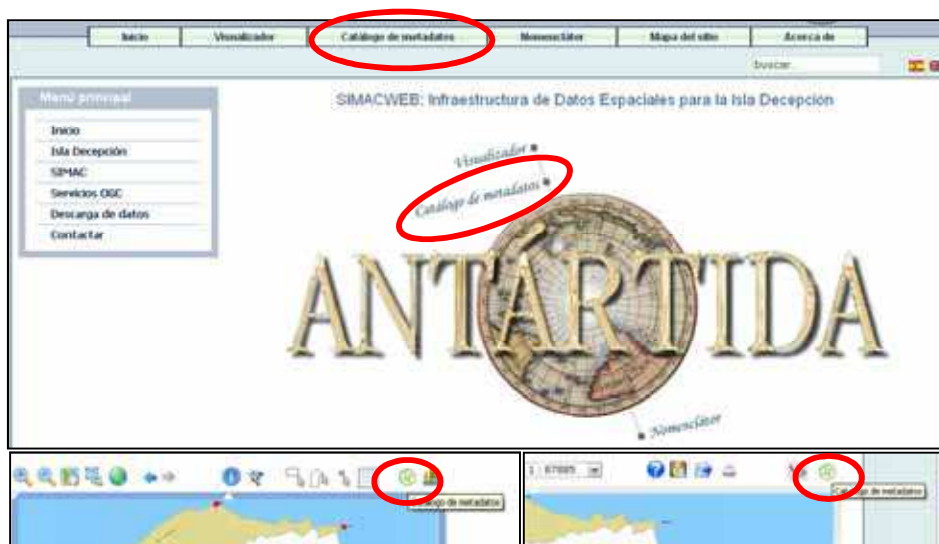 Inicio Visualizador Catálogo de metadatos Nomenclátor Mapa del sitio Acerca de
buscar...
Menú principal
Inicio
Isla Decepción
SIMAC
Servicios OGC
Descarga de datos
Contactar
SIMACWEB: Infraestructura de Datos Espaciales para la Isla Decepción
Visualizador
Catálogo de metadatos
ANTÁRTIDA
Nomenclátor
Catálogo de metadatos
Catálogo de metadatos